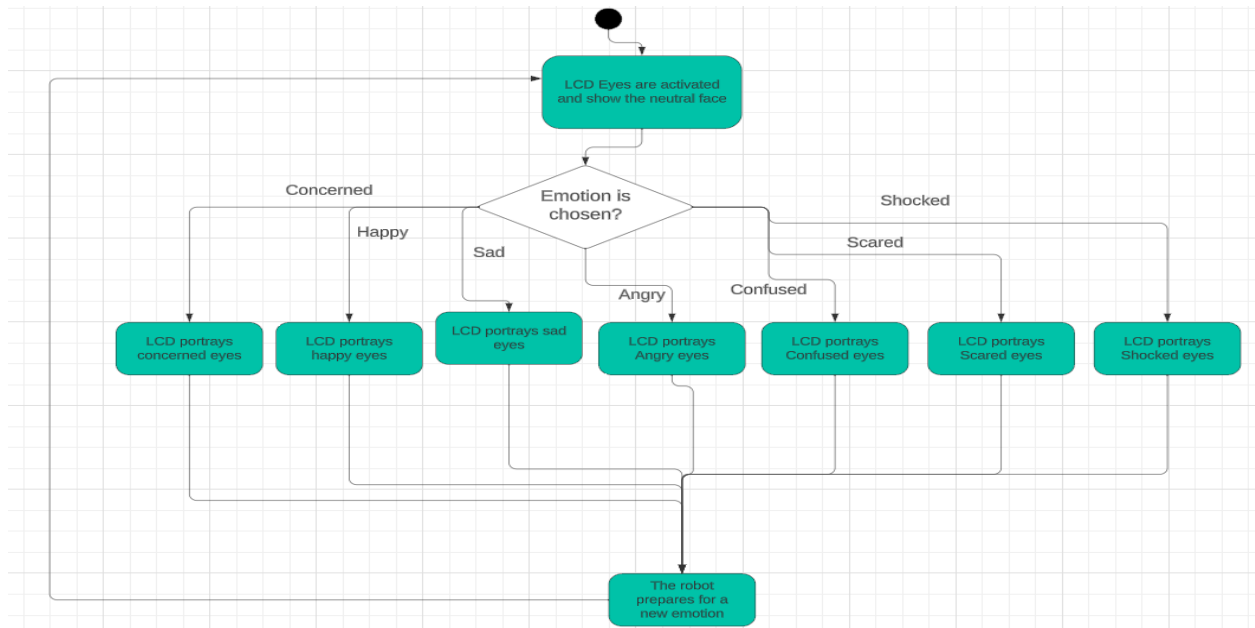 LCD Eyes are activated
and show the neutral face
Emotion is
chosen?
Concerned
Happy
Sad
Angry
Confused
Scared
Shocked
LCD portrays
concerned eyes
LCD portrays
happy eyes
LCD portrays sad
eyes
LCD portrays
Angry eyes
LCD portrays
Confused eyes
LCD portrays
Scared eyes
LCD portrays
Shocked eyes
The robot
prepares for a
new emotion